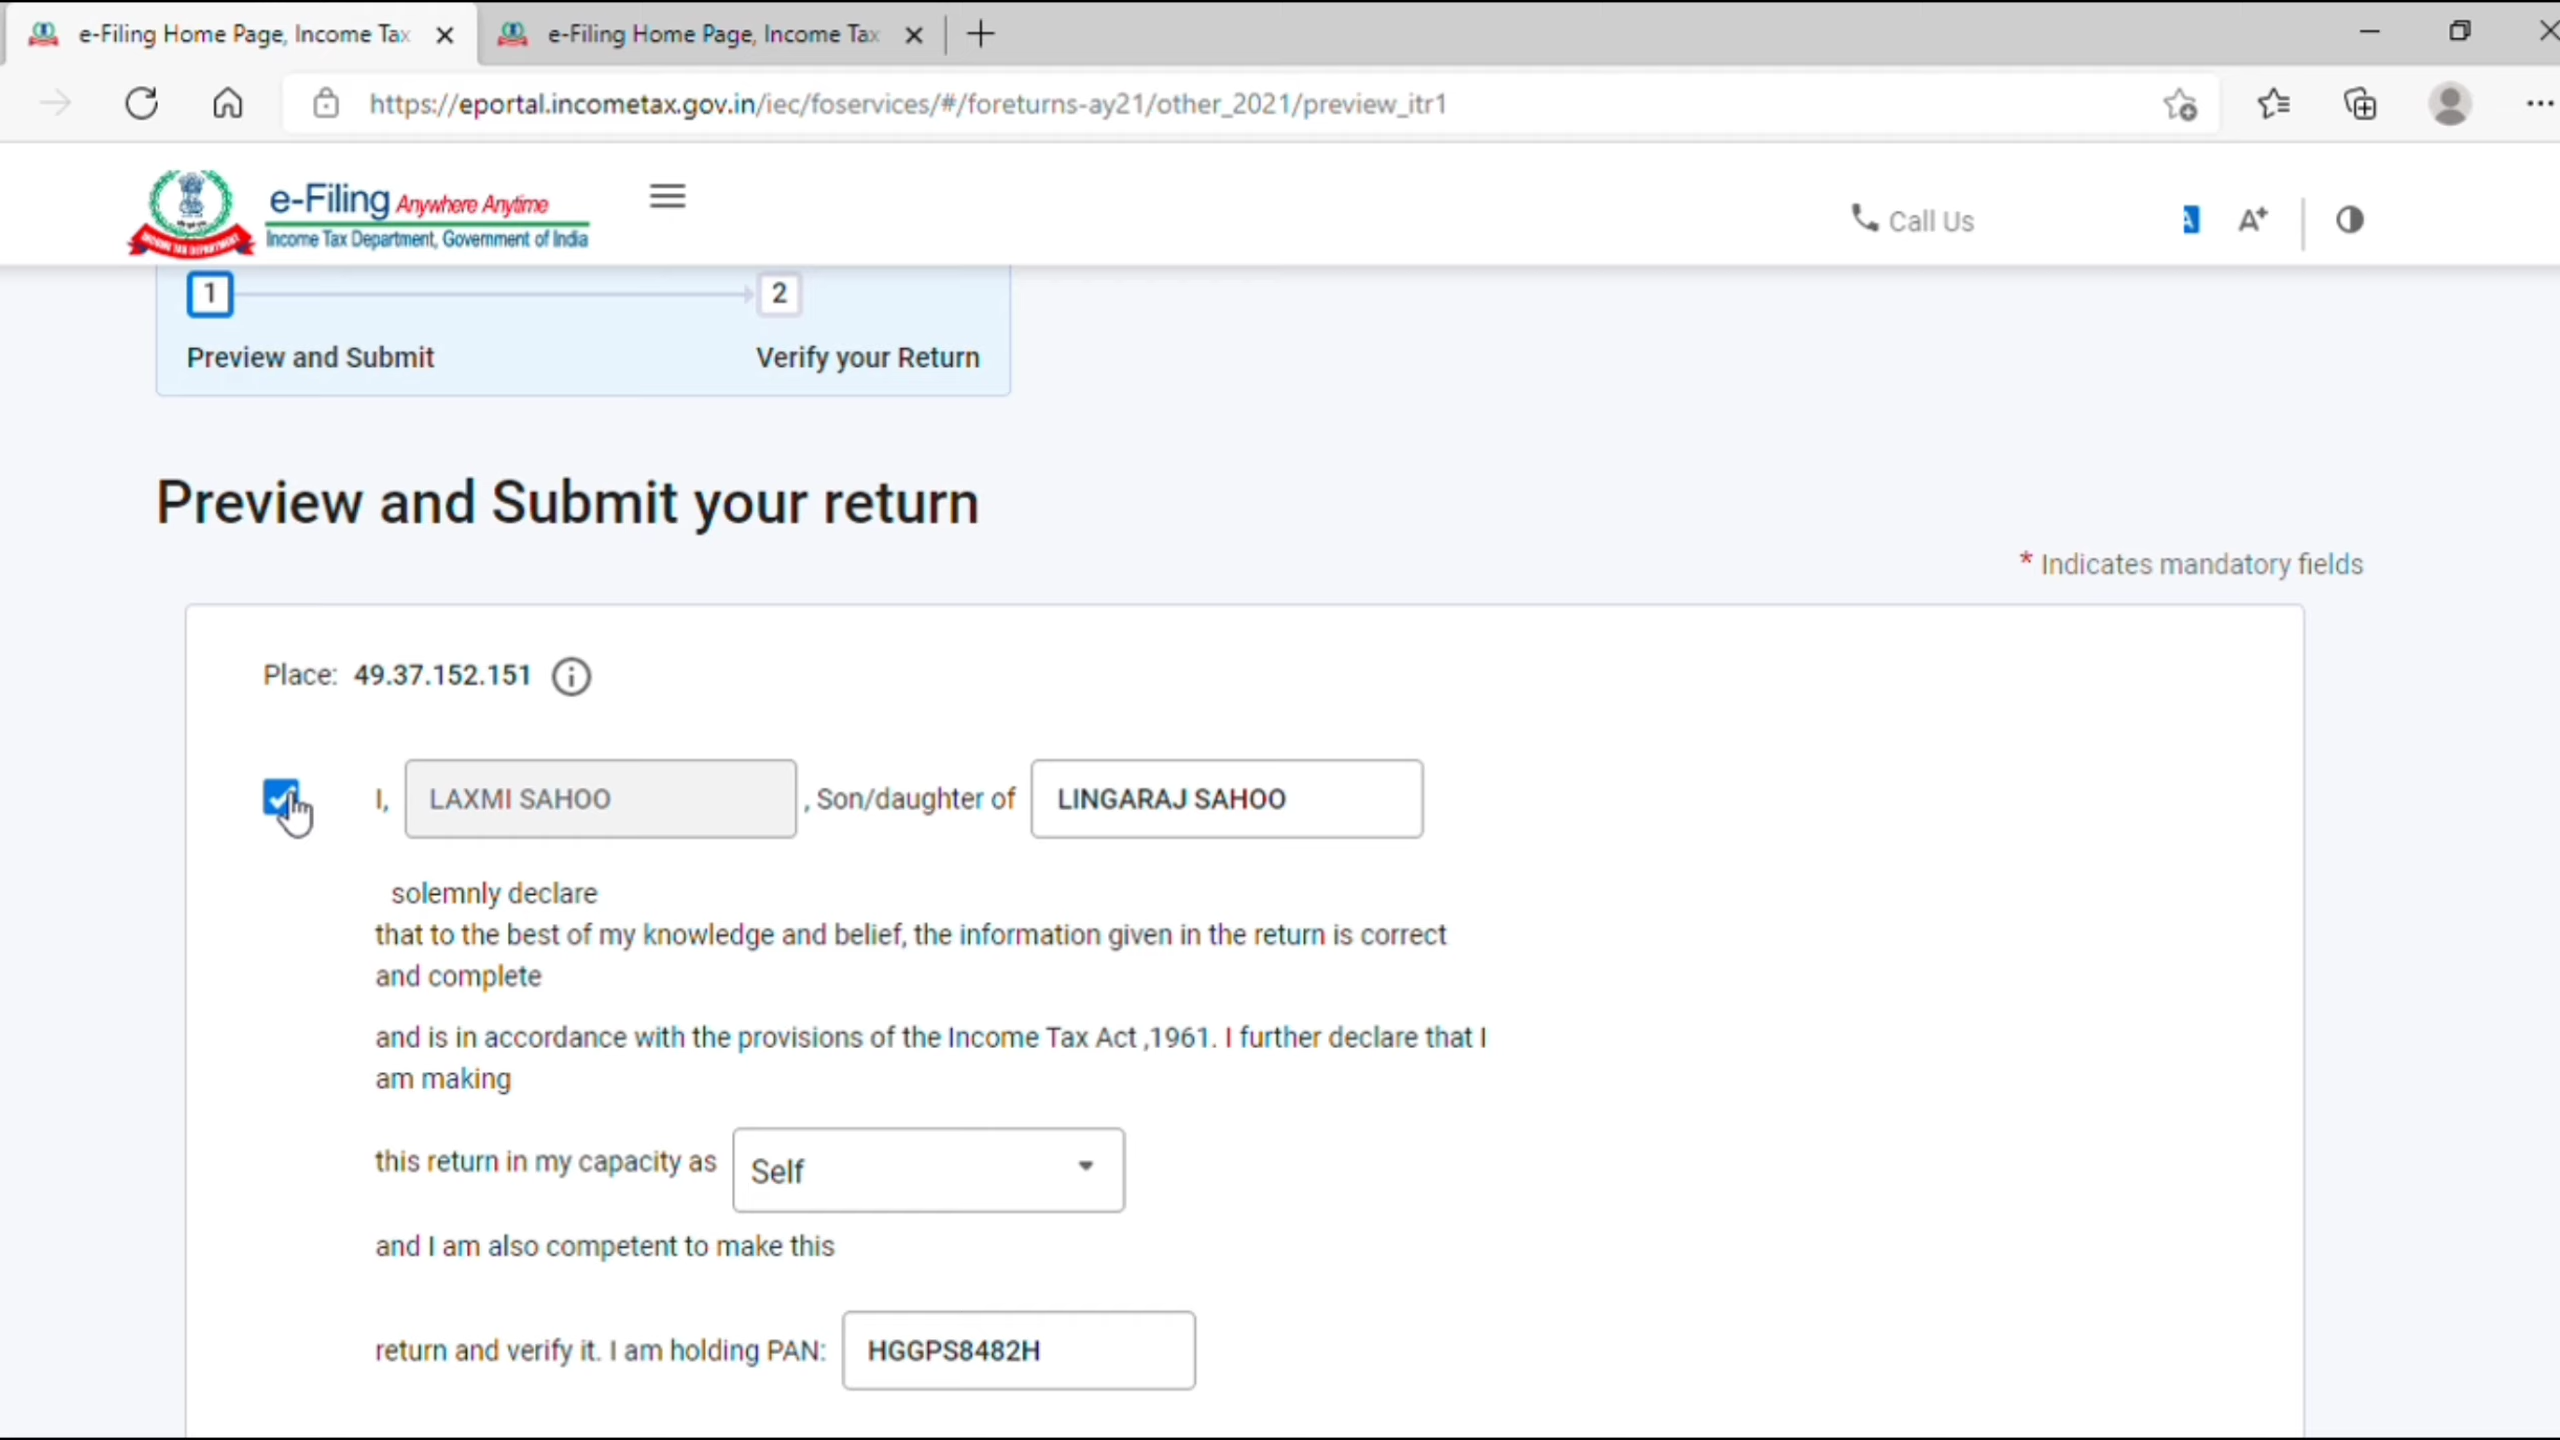 e-Filing Home Page, Income Tax
e-Filing Home Page, Income Tax
https://eportal.incometax.gov.in/iec/foservices/#/foreturns-ay21/other_2021/preview_itr1
e-Filing Anywhere Anytime
Income Tax Department, Government of India
INCOME TAX DEPARTMENT
Call Us
A
A+
1
2
Preview and Submit
Verify your Return
Preview and Submit your return
* Indicates mandatory fields
Place: 49.37.152.151
I, LAXMI SAHOO , Son/daughter of LINGARAJ SAHOO
solemnly declare
that to the best of my knowledge and belief, the information given in the return is correct
and complete
and is in accordance with the provisions of the Income Tax Act ,1961. I further declare that I
am making
this return in my capacity as Self
and I am also competent to make this
return and verify it. I am holding PAN: HGGPS8482H